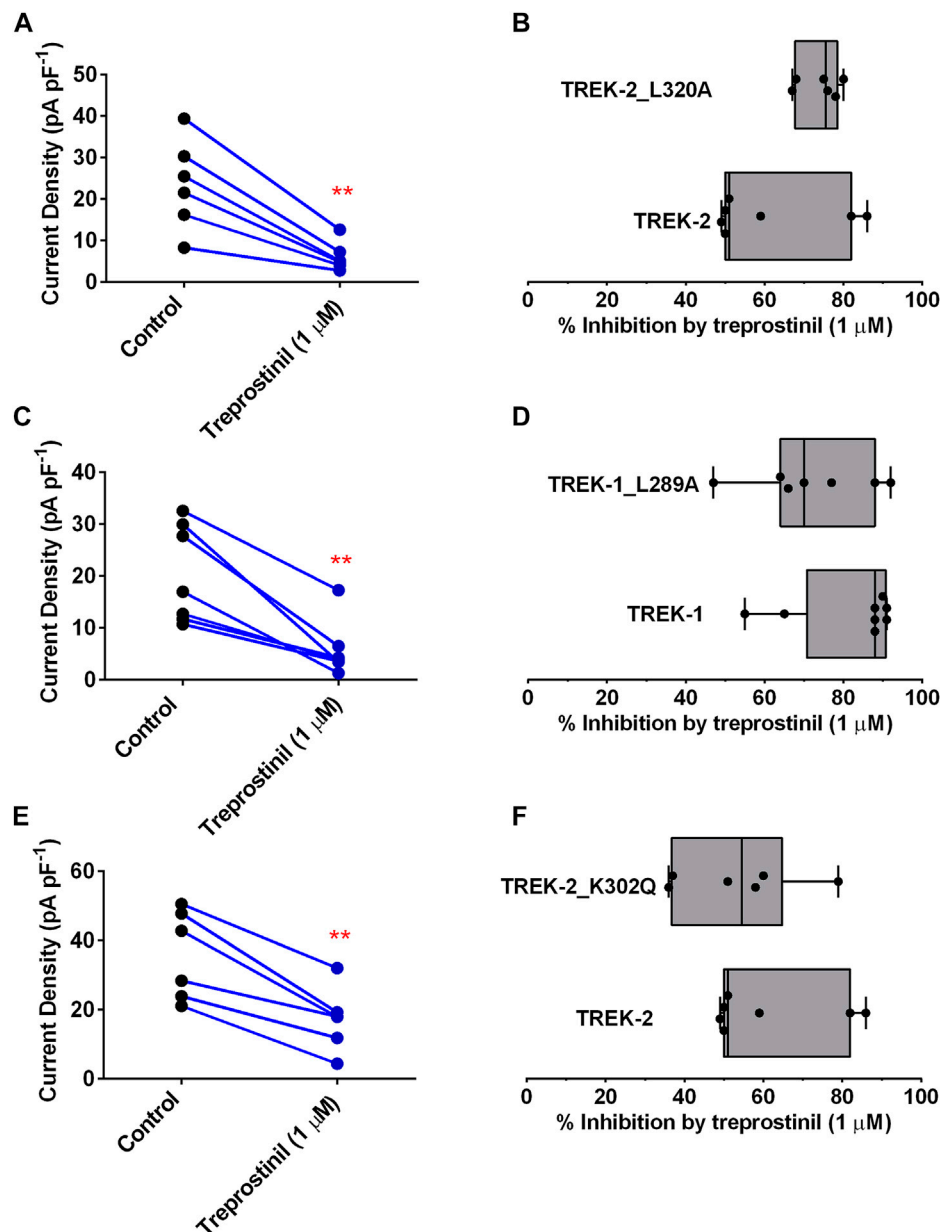 A
Current Density (pA pF⁻¹)
50
40
30
20
10
0
**
Control
Treprostinil (1 μM)
B
TREK-2_L320A
TREK-2
0
20
40
60
80
100
% Inhibition by treprostinil (1 μM)
C
Current Density (pA pF⁻¹)
40
30
20
10
0
**
Control
Treprostinil (1 μM)
D
TREK-1_L289A
TREK-1
0
20
40
60
80
100
% Inhibition by treprostinil (1 μM)
E
Current Density (pA pF⁻¹)
60
40
20
0
**
Control
Treprostinil (1 μM)
F
TREK-2_K302Q
TREK-2
0
20
40
60
80
100
% Inhibition by treprostinil (1 μM)